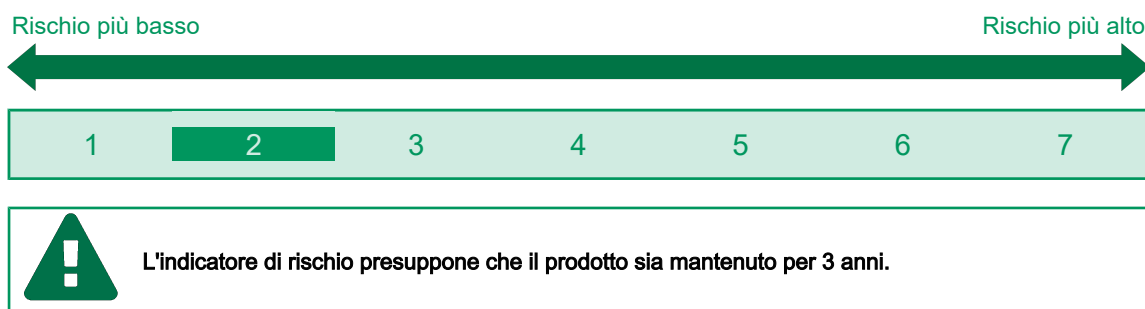 Rischio più basso Rischio più alto
1 2 3 4 5 6 7
! L'indicatore di rischio presuppone che il prodotto sia mantenuto per 3 anni.